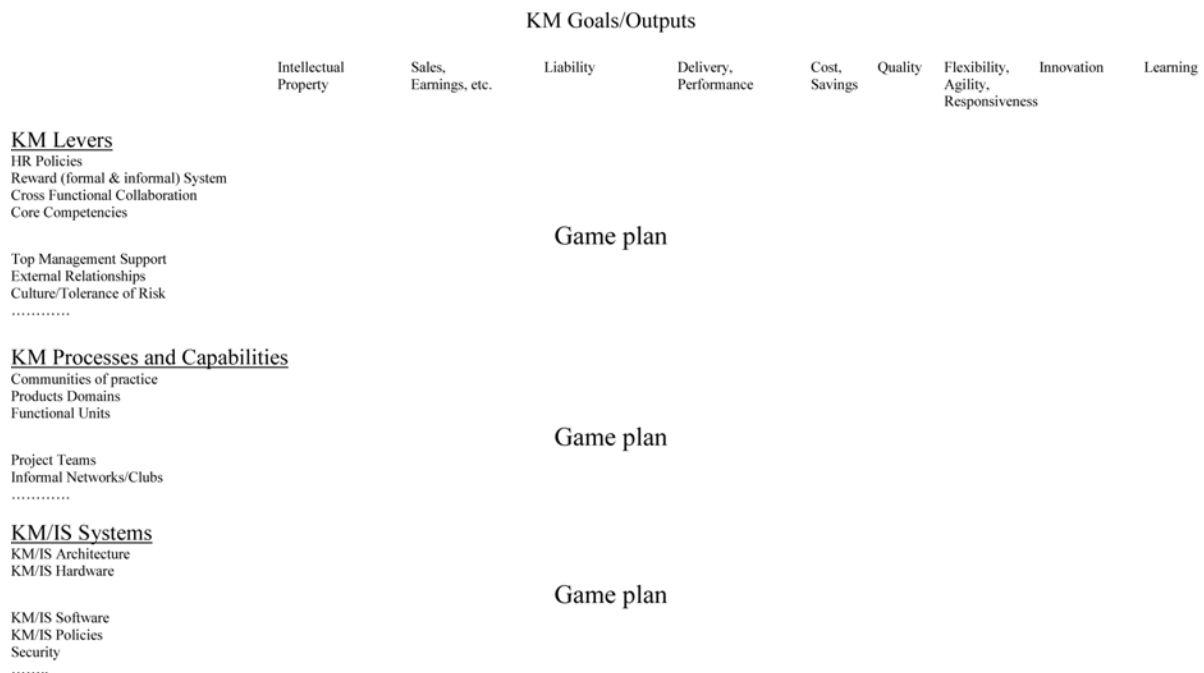 KM Goals/Outputs
Intellectual Sales, Liability Delivery, Cost, Quality Flexibility, Innovation Learning
Property Earnings, etc. Performance Savings Agility,
Responsiveness
KM Levers
HR Policies
Reward (formal & informal) System
Cross Functional Collaboration
Core Competencies
Game plan
Top Management Support
External Relationships
Culture/Tolerance of Risk
…………
KM Processes and Capabilities
Communities of practice
Products Domains
Functional Units
Game plan
Project Teams
Informal Networks/Clubs
…………
KM/IS Systems
KM/IS Architecture
KM/IS Hardware
Game plan
KM/IS Software
KM/IS Policies
Security
……..